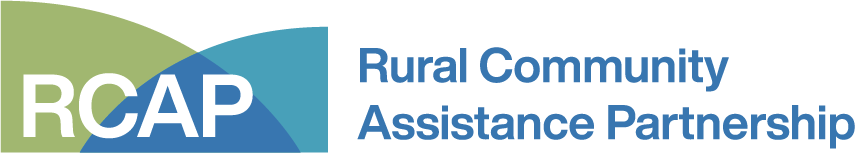 RCAP
Rural Community
Assistance Partnership